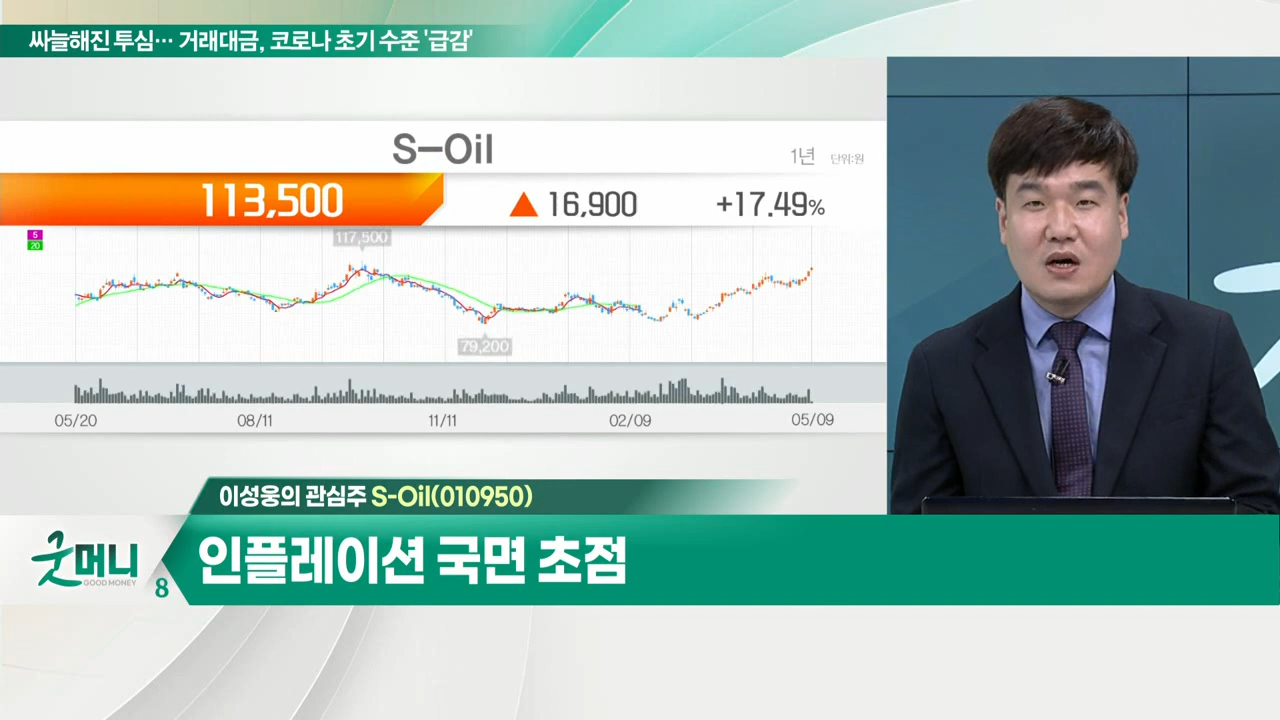 싸늘해진 투심… 거래대금, 코로나 초기 수준 '급감'
S-Oil
1년 단위:원
113,500 ▲ 16,900 +17.49%
5
20
117,500
79,200
05/20 08/11 11/11 02/09 05/09
이성웅의 관심주 S-Oil(010950)
굿머니
GOOD MONEY
8
인플레이션 국면 초점